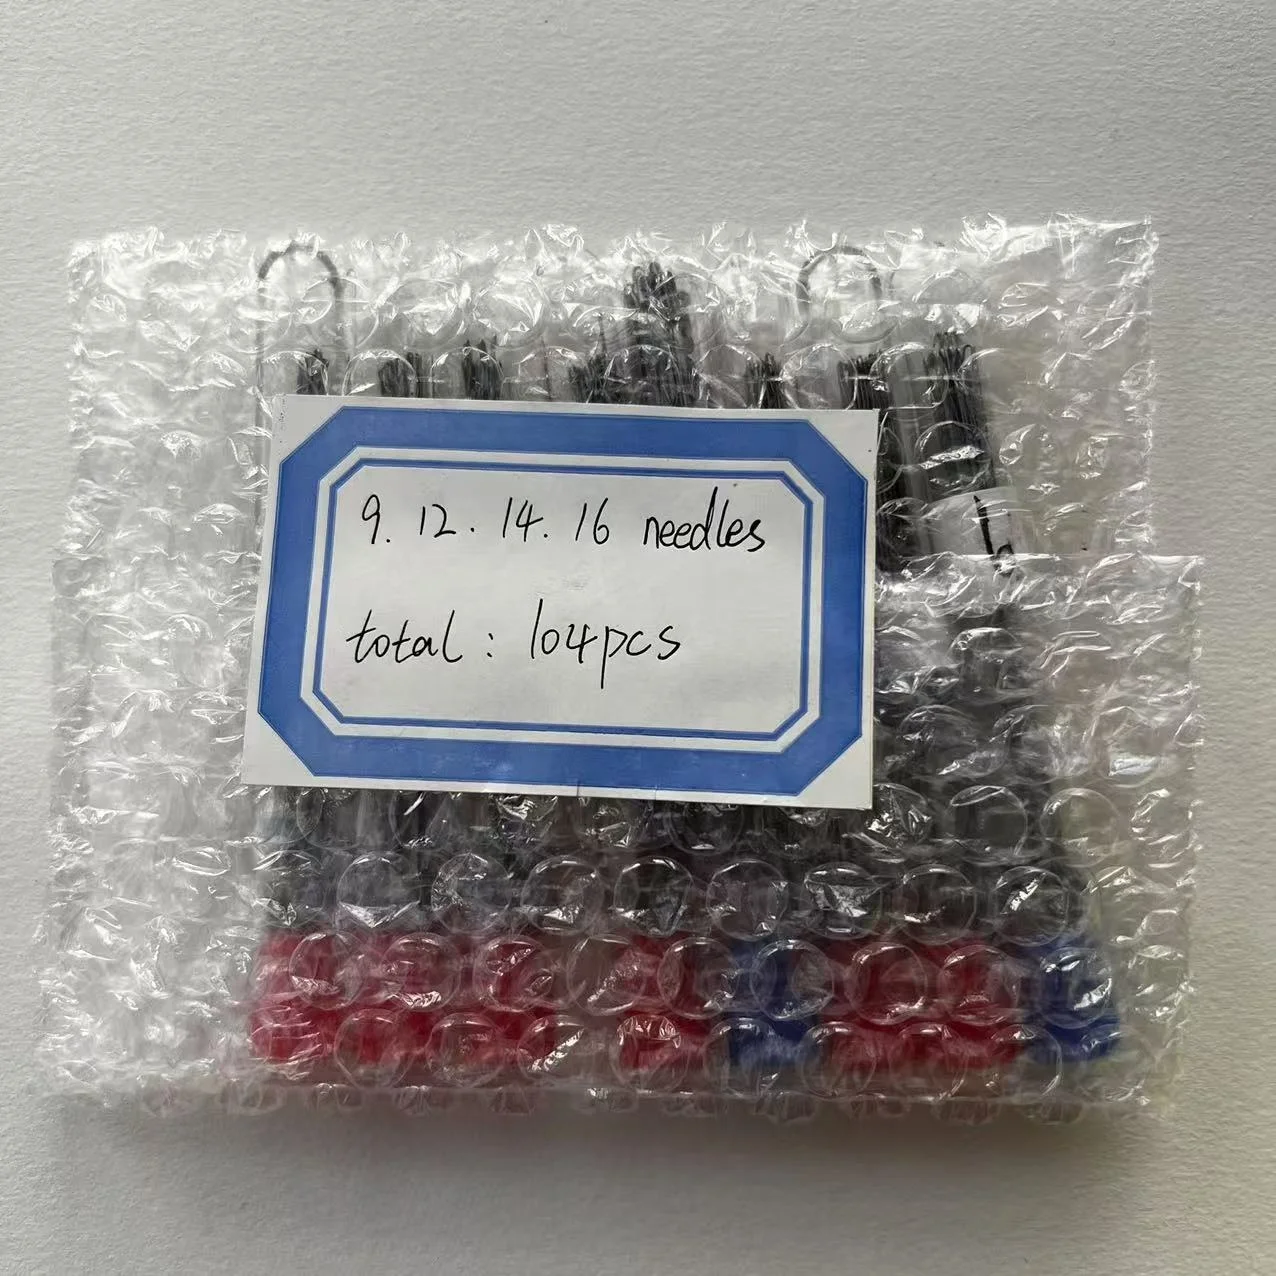 9. 12. 14. 16 needles
total: 104pcs